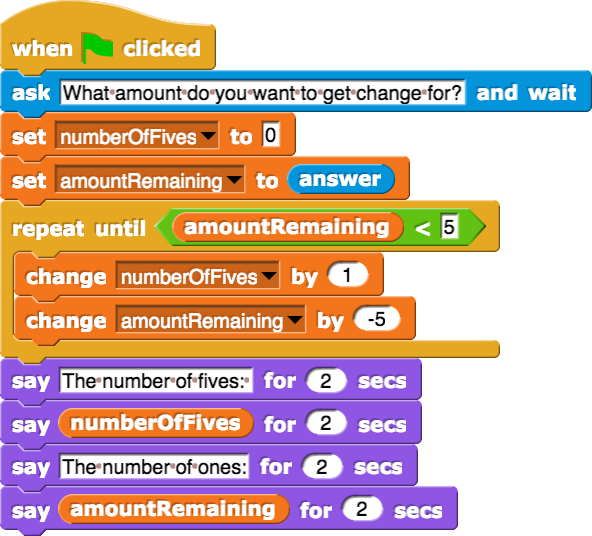 when clicked
ask What amount do you want to get change for? and wait
set numberOfFives to 0
set amountRemaining to answer
repeat until amountRemaining < 5
change numberOfFives by 1
change amountRemaining by -5
say The number of fives: for 2 secs
say numberOfFives for 2 secs
say The number of ones: for 2 secs
say amountRemaining for 2 secs